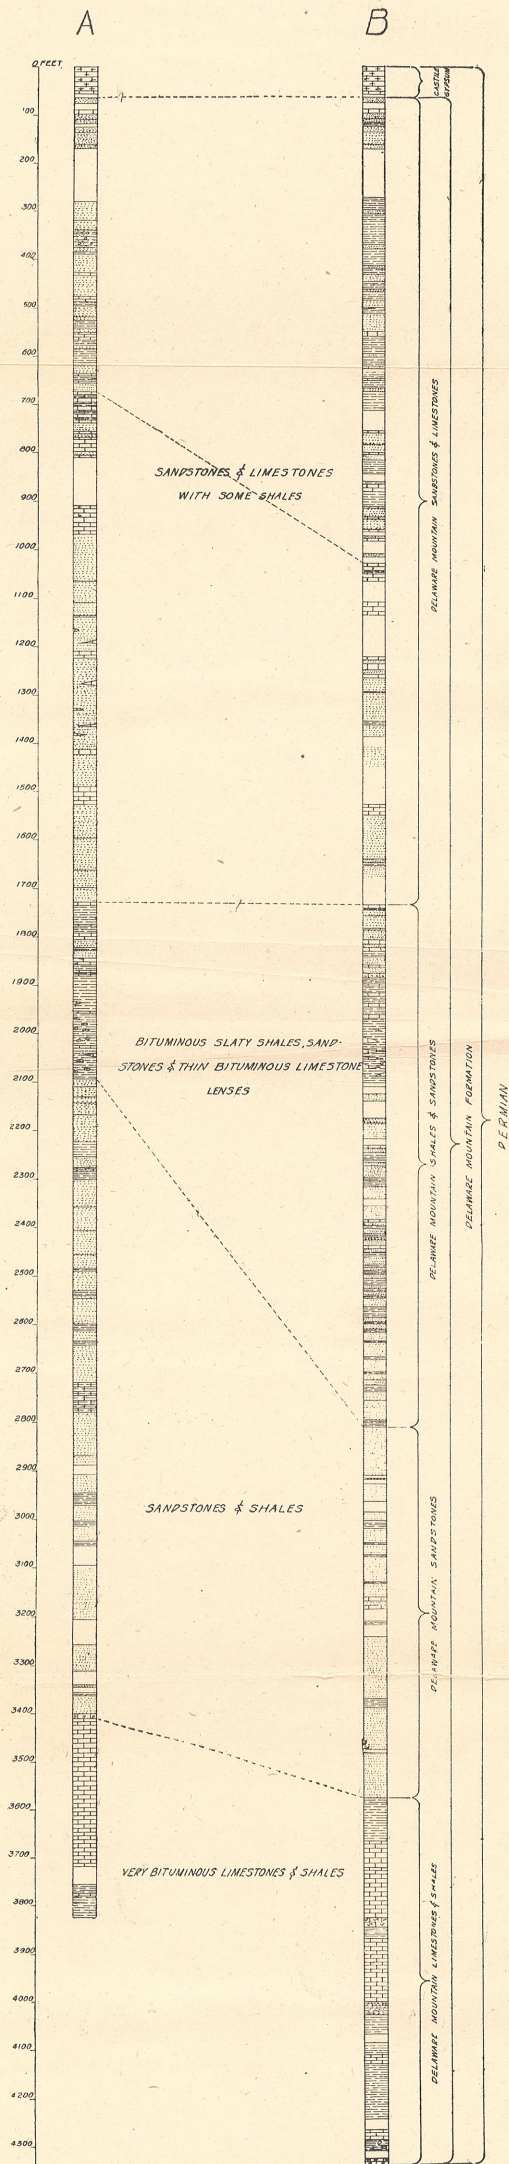 A
B
0 FEET
100
200
300
400
500
600
700
800
900
1000
1100
1200
1300
1400
1500
1600
1700
1800
1900
2000
2100
2200
2300
2400
2500
2600
2700
2800
2900
3000
3100
3200
3300
3400
3500
3600
3700
3800
3900
4000
4100
4200
4300
SANDSTONES & LIMESTONES
WITH SOME SHALES
BITUMINOUS SLATY SHALES, SAND-
STONES & THIN BITUMINOUS LIMESTONE
LENSES
SANDSTONES & SHALES
VERY BITUMINOUS LIMESTONES & SHALES
CASTILE
GYPSUM
DELAWARE MOUNTAIN SANDSTONES & LIMESTONES
DELAWARE MOUNTAIN SHALES & SANDSTONES
DELAWARE MOUNTAIN SANDSTONES
DELAWARE MOUNTAIN LIMESTONES & SHALES
DELAWARE MOUNTAIN FORMATION
PERMIAN